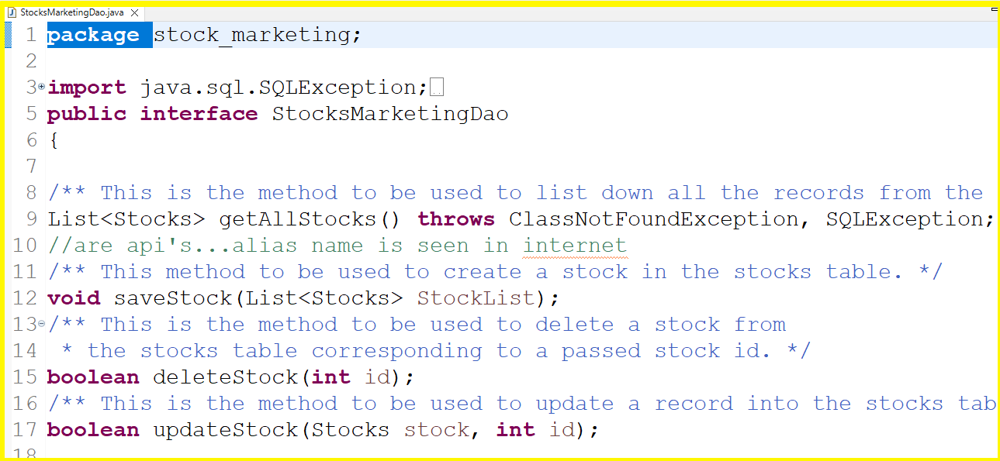 StocksMarketingDao.java
1 package stock_marketing;
2
3 import java.sql.SQLException;
5 public interface StocksMarketingDao
6 {
7
8 /** This is the method to be used to list down all the records from the
9 List<Stocks> getAllStocks() throws ClassNotFoundException, SQLException;
10 //are api's...alias name is seen in internet
11 /** This method to be used to create a stock in the stocks table. */
12 void saveStock(List<Stocks> StockList);
13 /** This is the method to be used to delete a stock from
14 * the stocks table corresponding to a passed stock id. */
15 boolean deleteStock(int id);
16 /** This is the method to be used to update a record into the stocks tab
17 boolean updateStock(Stocks stock, int id);
18